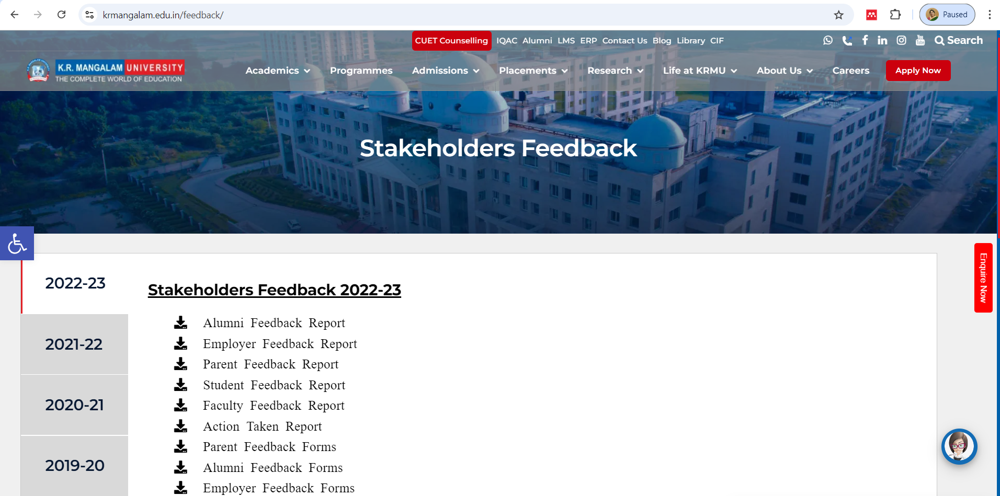 krmangalam.edu.in/feedback/
Paused
CUET Counselling IQAC Alumni LMS ERP Contact Us Blog Library CIF
Search
K.R. MANGALAM UNIVERSITY
THE COMPLETE WORLD OF EDUCATION
Academics Programmes Admissions Placements Research Life at KRMU About Us Careers Apply Now
Stakeholders Feedback
Enquire Now
2022-23
2021-22
2020-21
2019-20
Stakeholders Feedback 2022-23
Alumni Feedback Report
Employer Feedback Report
Parent Feedback Report
Student Feedback Report
Faculty Feedback Report
Action Taken Report
Parent Feedback Forms
Alumni Feedback Forms
Employer Feedback Forms